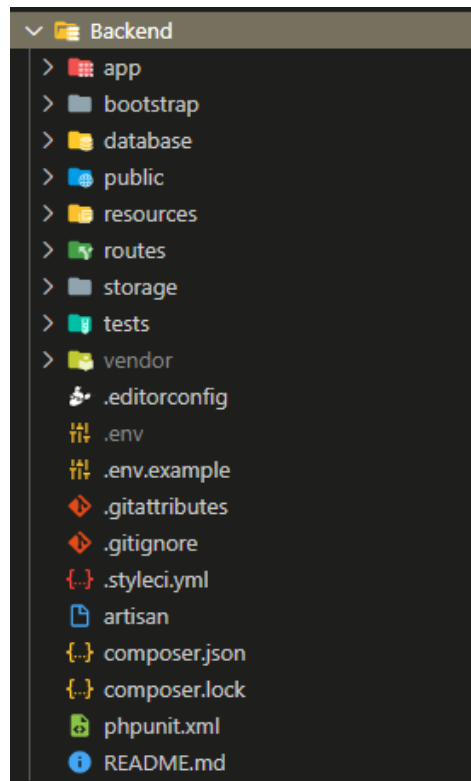 Backend
app
bootstrap
database
public
resources
routes
storage
tests
vendor
.editorconfig
.env
.env.example
.gitattributes
.gitignore
.styleci.yml
artisan
composer.json
composer.lock
phpunit.xml
README.md